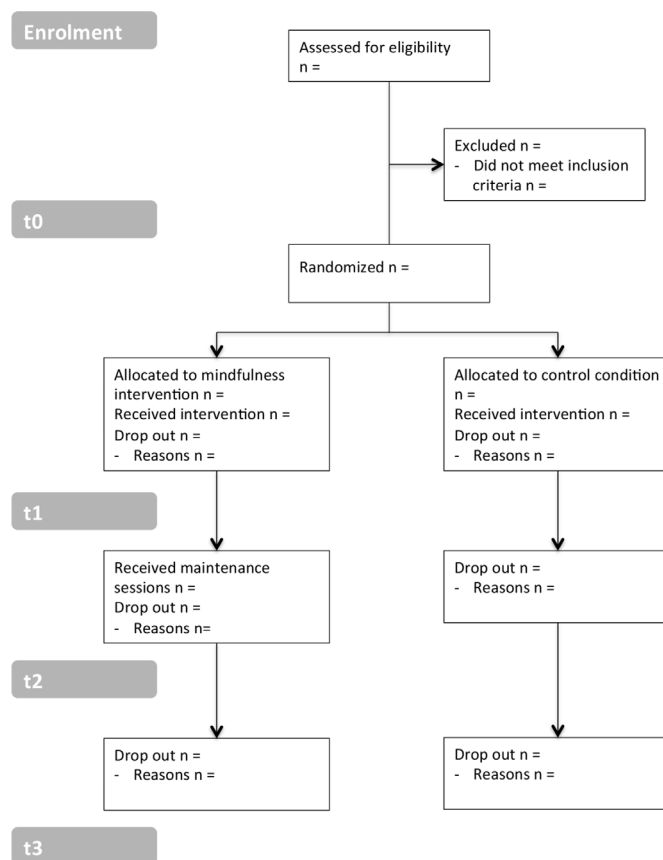 Enrolment
Assessed for eligibility
n =
Excluded n =
- Did not meet inclusion
criteria n =
t0
Randomized n =
Allocated to mindfulness
intervention n =
Received intervention n =
Drop out n =
- Reasons n =
Allocated to control condition
n =
Received intervention n =
Drop out n =
- Reasons n =
t1
Received maintenance
sessions n =
Drop out n =
- Reasons n=
Drop out n =
- Reasons n =
t2
Drop out n =
- Reasons n =
Drop out n =
- Reasons n =
t3